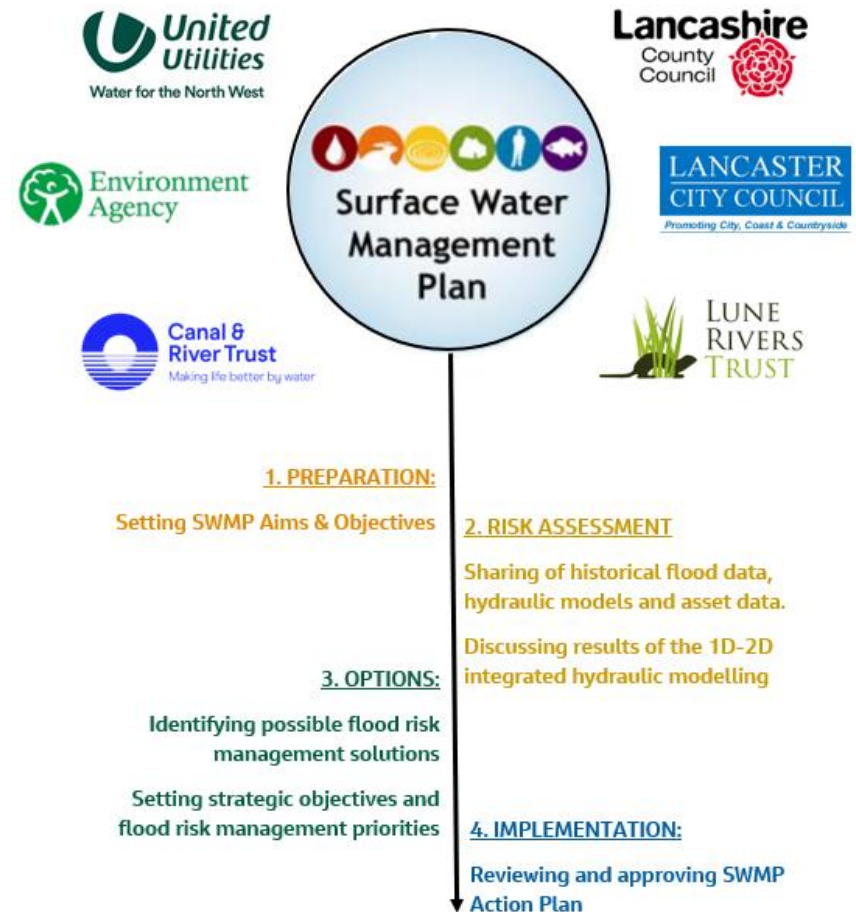 United
Utilities
Water for the North West
Lancashire
County
Council
Environment
Agency
Surface Water
Management
Plan
LANCASTER
CITY COUNCIL
Promoting City, Coast & Countryside
Canal &
River Trust
Making life better by water
LUNE
RIVERS
TRUST
1. PREPARATION:
Setting SWMP Aims & Objectives
2. RISK ASSESSMENT
Sharing of historical flood data,
hydraulic models and asset data.
Discussing results of the 1D-2D
integrated hydraulic modelling
3. OPTIONS:
Identifying possible flood risk
management solutions
Setting strategic objectives and
flood risk management priorities
4. IMPLEMENTATION:
Reviewing and approving SWMP
Action Plan